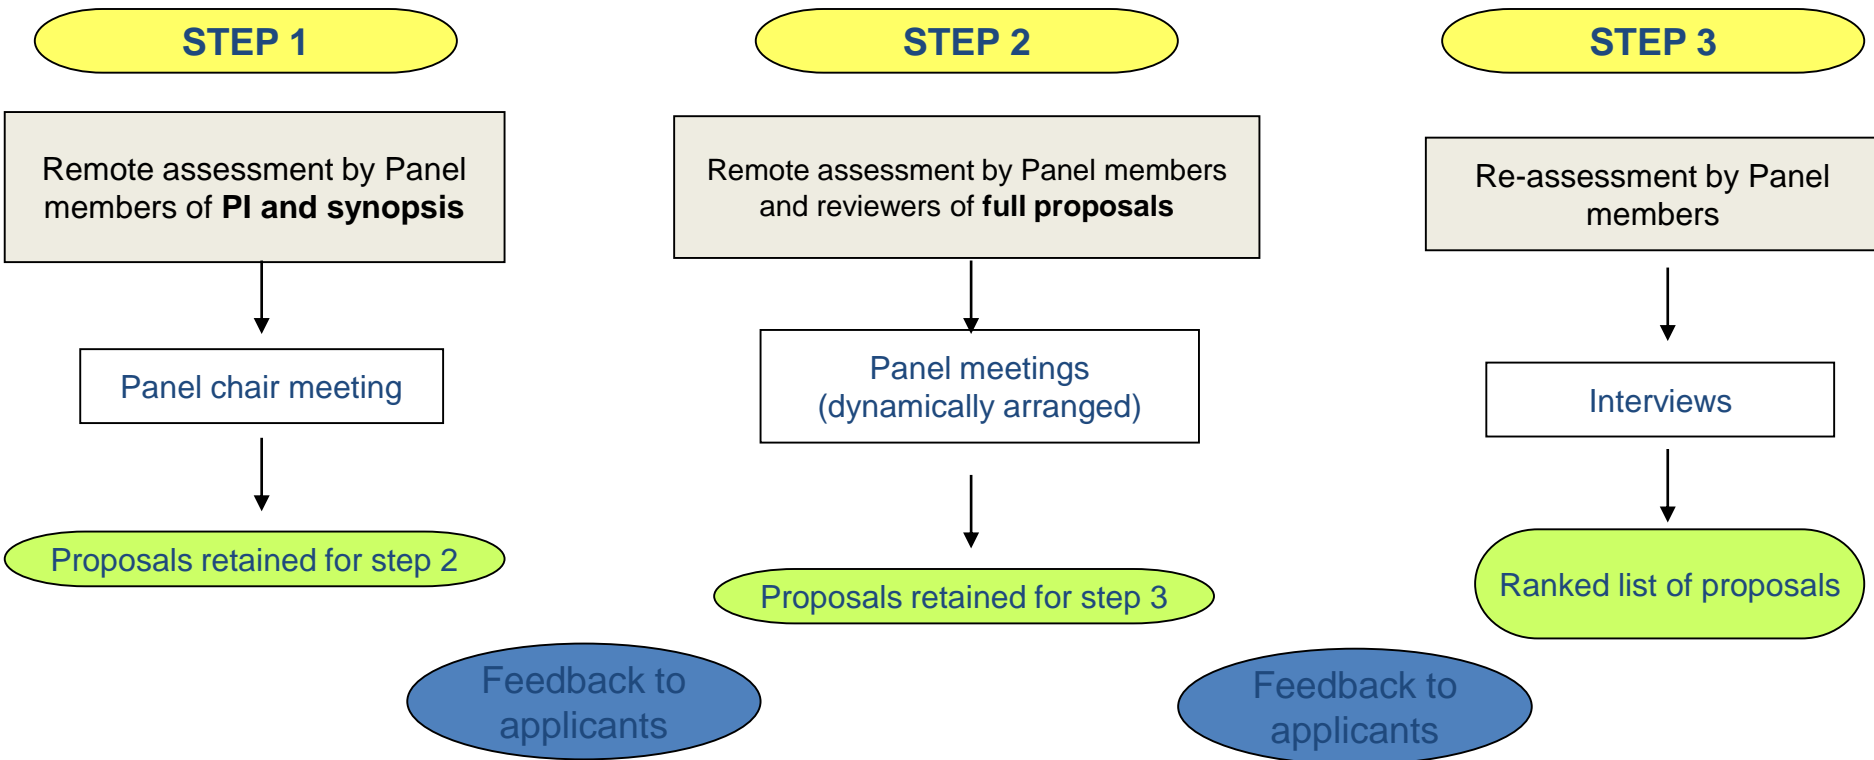 STEP 1
Remote assessment by Panel
members of PI and synopsis
Panel chair meeting
Proposals retained for step 2
STEP 2
Remote assessment by Panel members
and reviewers of full proposals
Panel meetings
(dynamically arranged)
Proposals retained for step 3
STEP 3
Re-assessment by Panel
members
Interviews
Ranked list of proposals
Feedback to
applicants
Feedback to
applicants